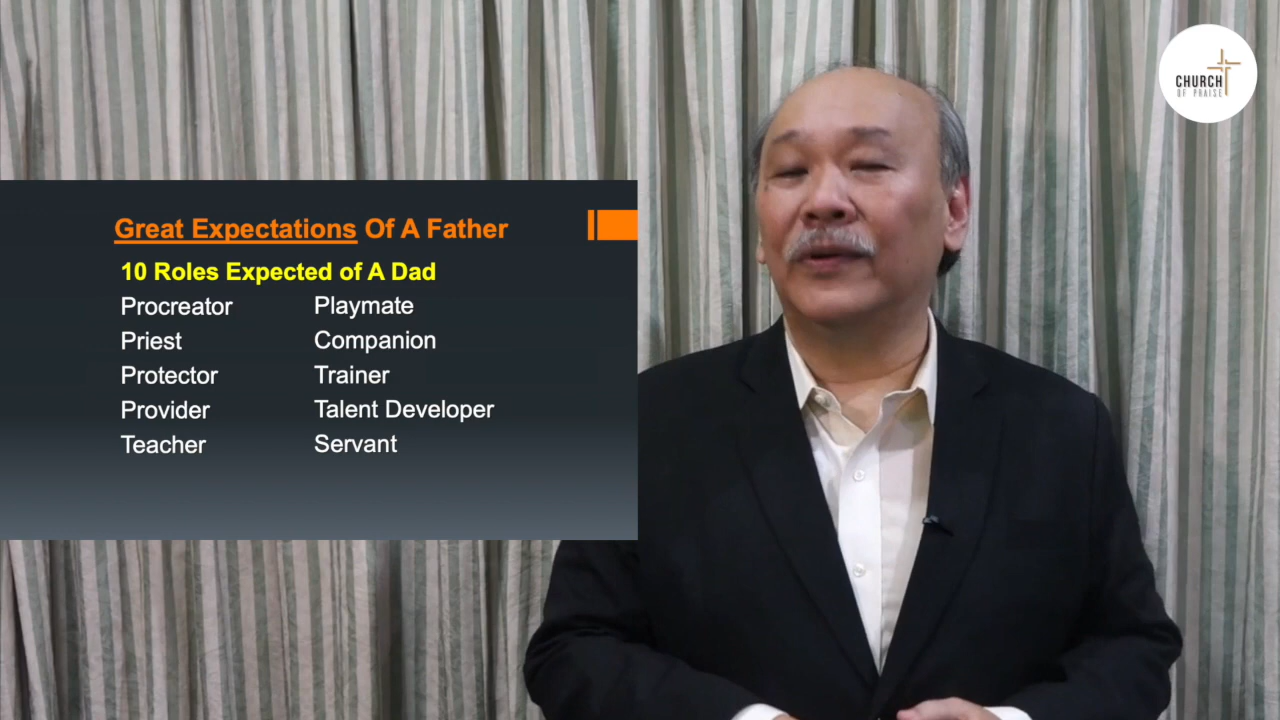 Great Expectations Of A Father
10 Roles Expected of A Dad
Procreator
Priest
Protector
Provider
Teacher
Playmate
Companion
Trainer
Talent Developer
Servant
CHURCH
OF PRAISE